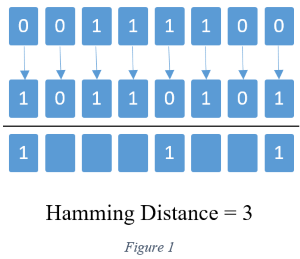 0 0 1 1 1 1 0 0
1 0 1 1 0 1 0 1
1 1 1
Hamming Distance = 3
Figure 1